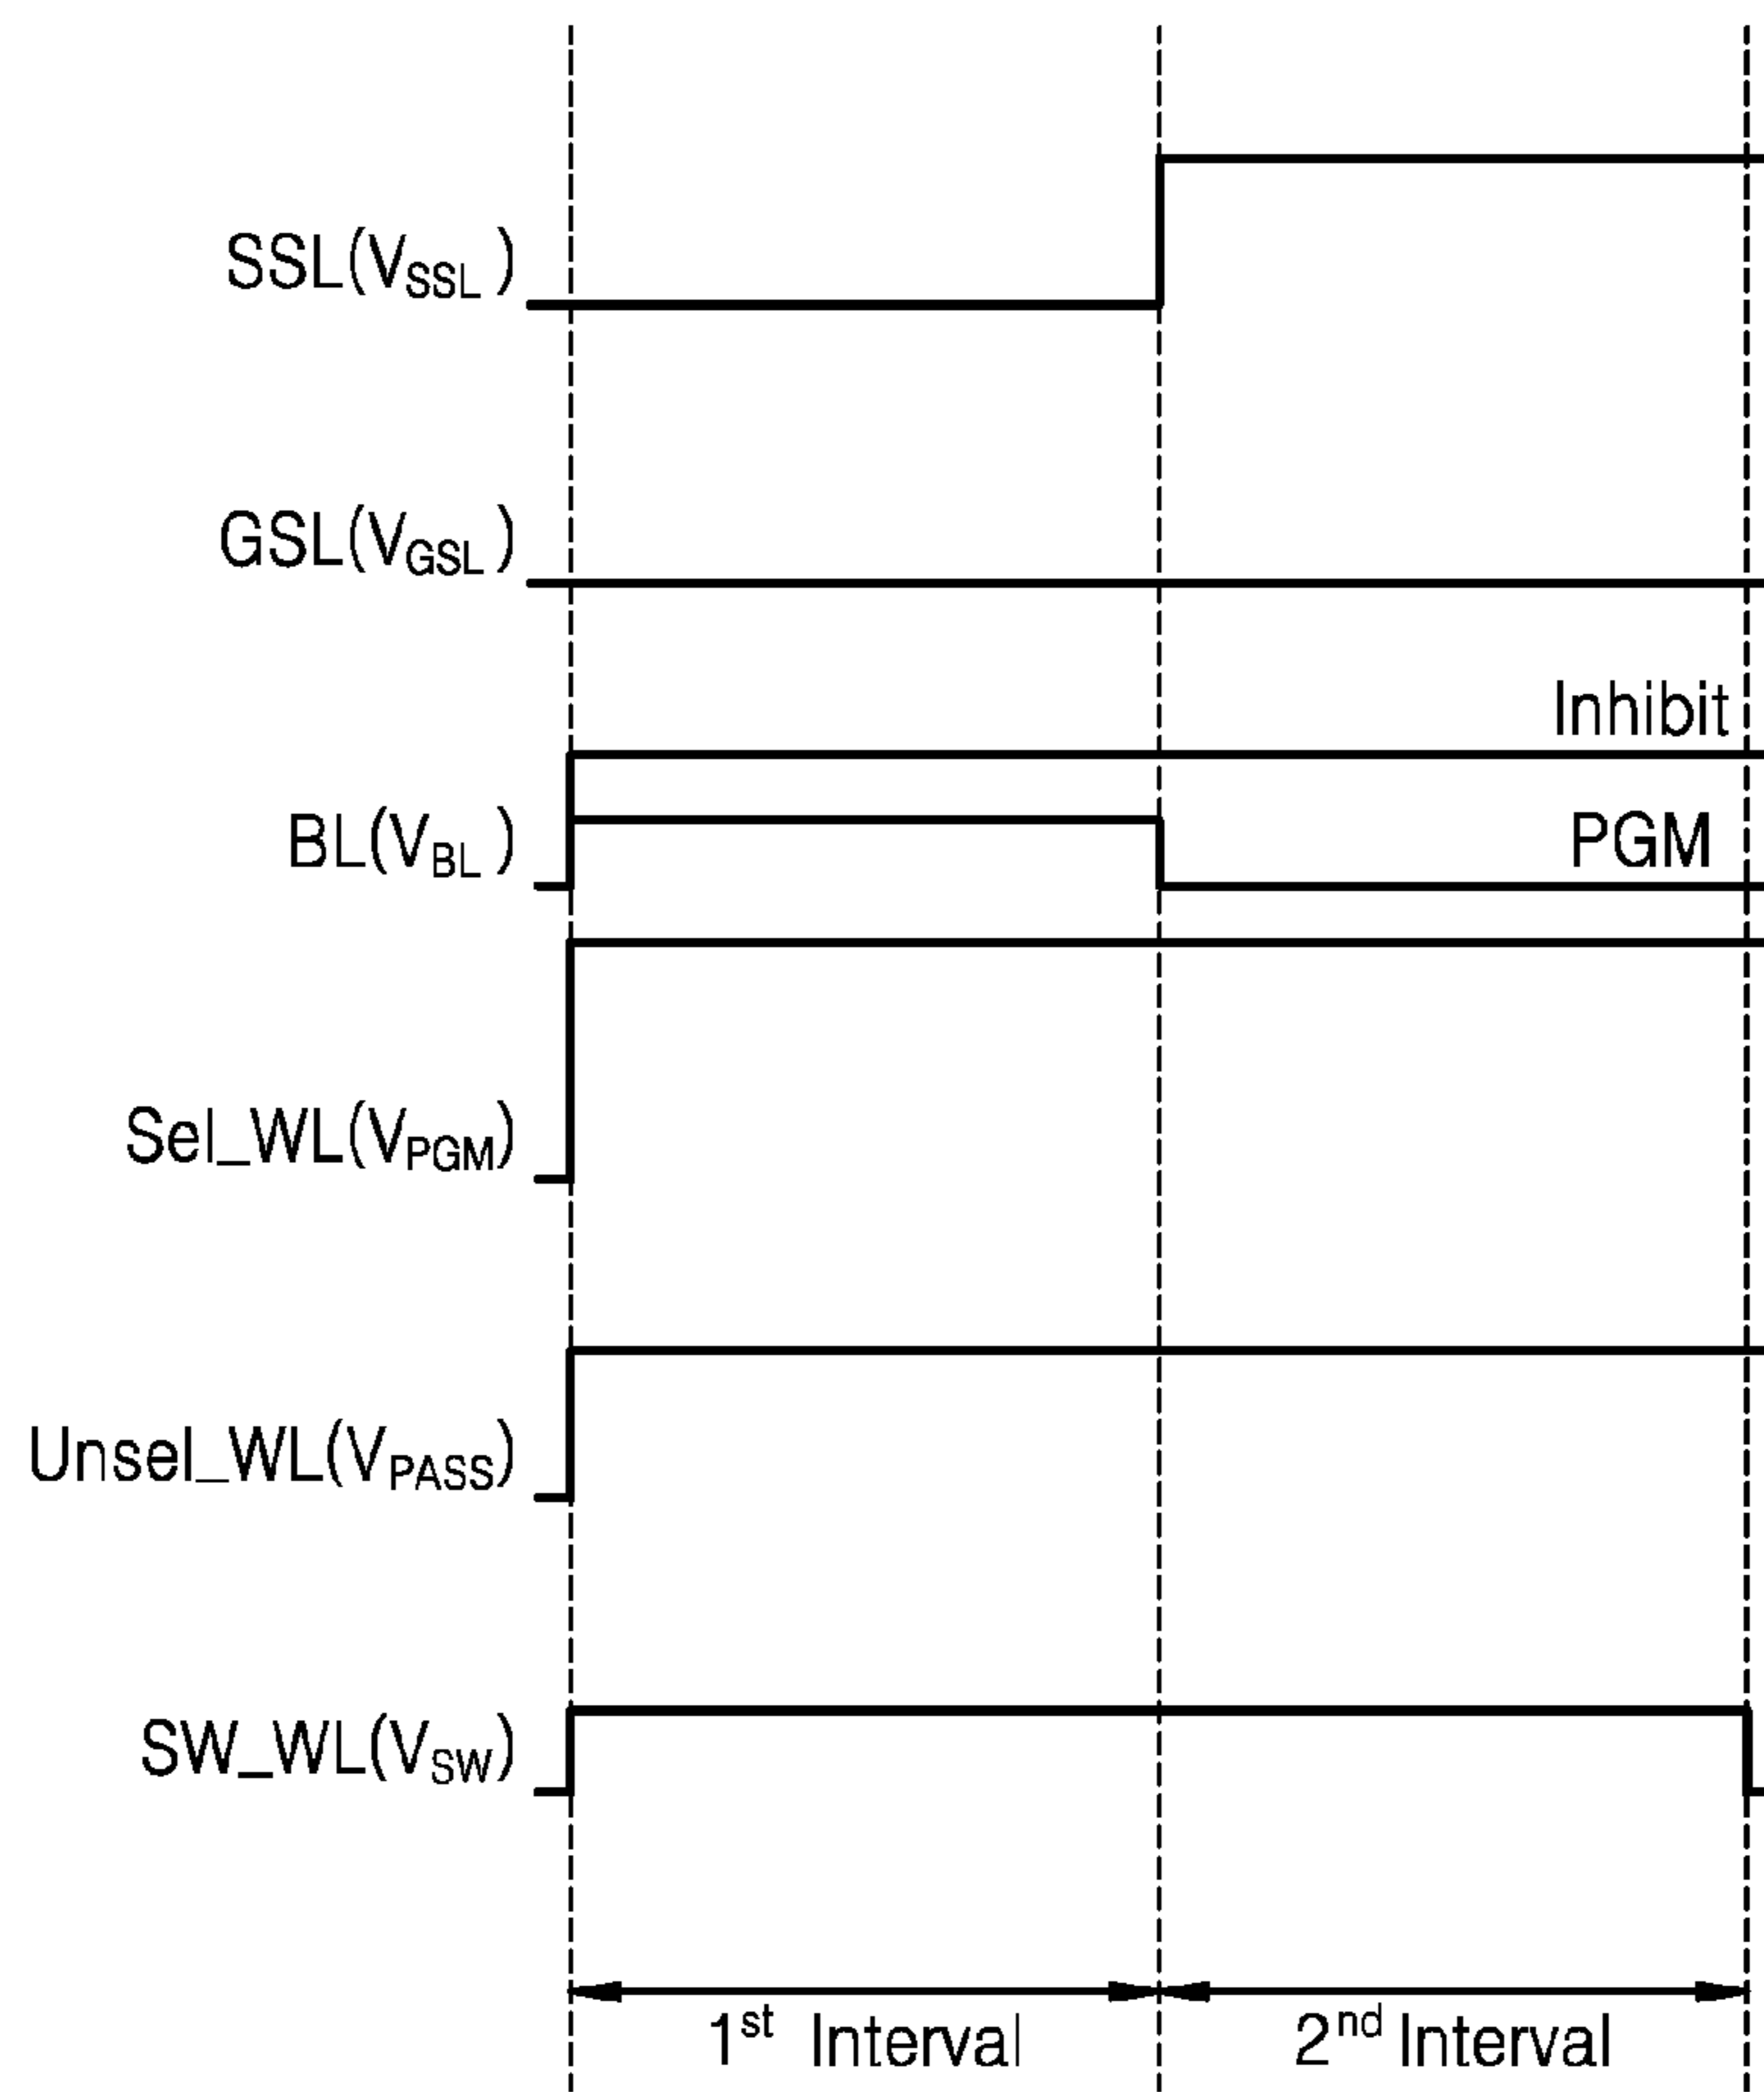 SSL(VSSL )
GSL(VGSL )
Inhibit
BL(VBL )
PGM
Sel_WL(VPGM)
Unsel_WL(VPASS)
SW_WL(VSW)
1st Interval
2nd Interval